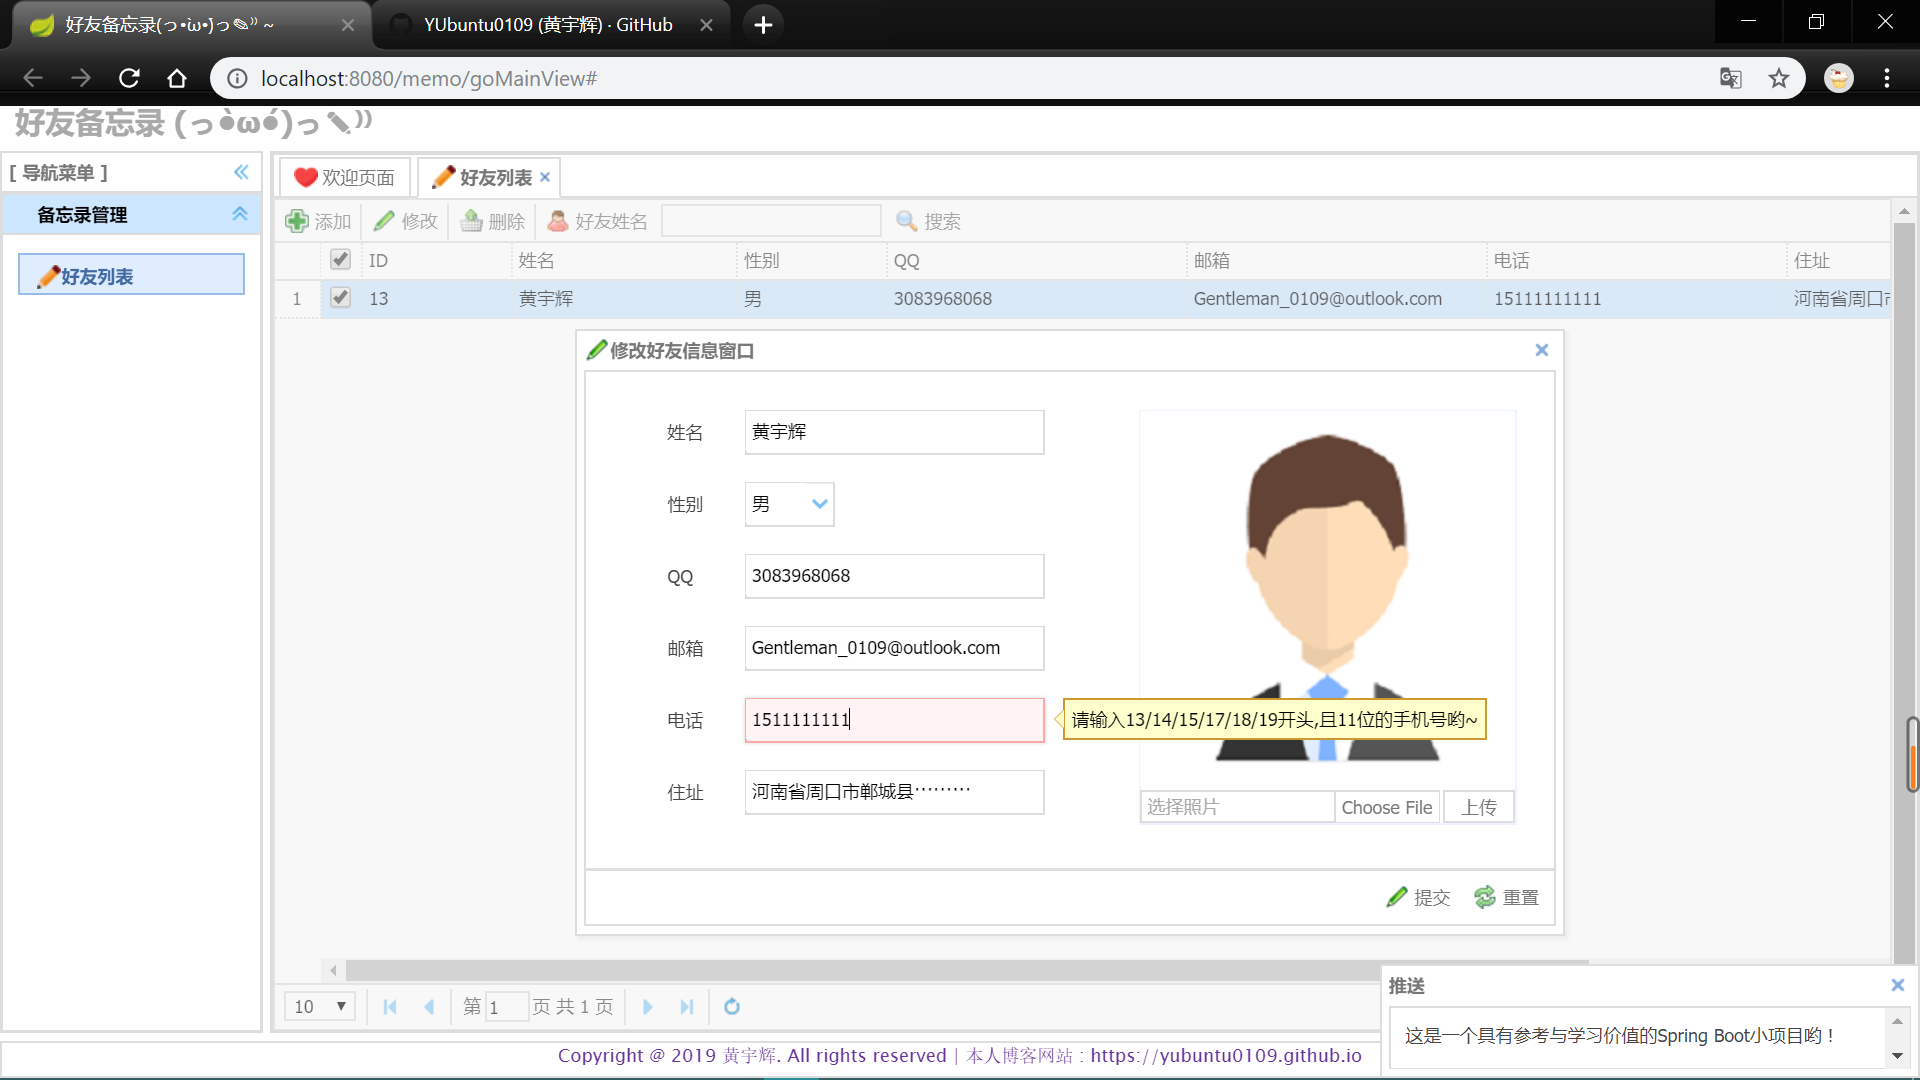 好友备忘录(っ•̀ω•́)っ✎⁾⁾ ~
YUbuntu0109 (黄宇辉) · GitHub
localhost:8080/memo/goMainView#
好友备忘录 (っ•̀ω•́)っ✎⁾⁾
[ 导航菜单 ]
欢迎页面
好友列表
备忘录管理
好友列表
添加 修改 删除 好友姓名 搜索
ID 姓名 性别 QQ 邮箱 电话 住址
1 13 黄宇辉 男 3083968068 Gentleman_0109@outlook.com 15111111111 河南省周口市
修改好友信息窗口
姓名 黄宇辉
性别 男
QQ 3083968068
邮箱 Gentleman_0109@outlook.com
电话 1511111111
请输入13/14/15/17/18/19开头,且11位的手机号哟~
住址 河南省周口市郸城县⋯⋯⋯
选择照片 Choose File 上传
提交 重置
10 第 1 页 共 1 页
推送
这是一个具有参考与学习价值的Spring Boot小项目哟！
Copyright @ 2019 黄宇辉. All rights reserved | 本人博客网站 : https://yubuntu0109.github.io